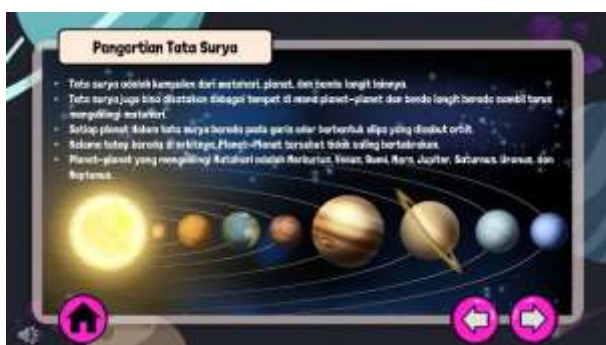 Pengertian Tata Surya
Tata surya adalah kumpulan dari matahari, planet, dan benda langit lainnya.
Tata surya juga bisa dikatakan sebagai tempat di mana planet-planet dan benda langit berada sambil terus
mengelilingi matahari.
Setiap planet dalam tata surya berada pada garis edar berbentuk elips yang disebut orbit.
Selama tetap berada di orbitnya, Planet-Planet tersebut tidak saling bertabrakan.
Planet-planet yang mengelilingi Matahari adalah Merkurius, Venus, Bumi, Mars, Jupiter, Saturnus, Uranus, dan
Neptunus.